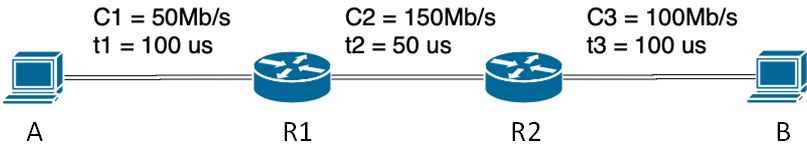 C1 = 50Mb/s
t1 = 100 us
C2 = 150Mb/s
t2 = 50 us
C3 = 100Mb/s
t3 = 100 us
A
R1
R2
B